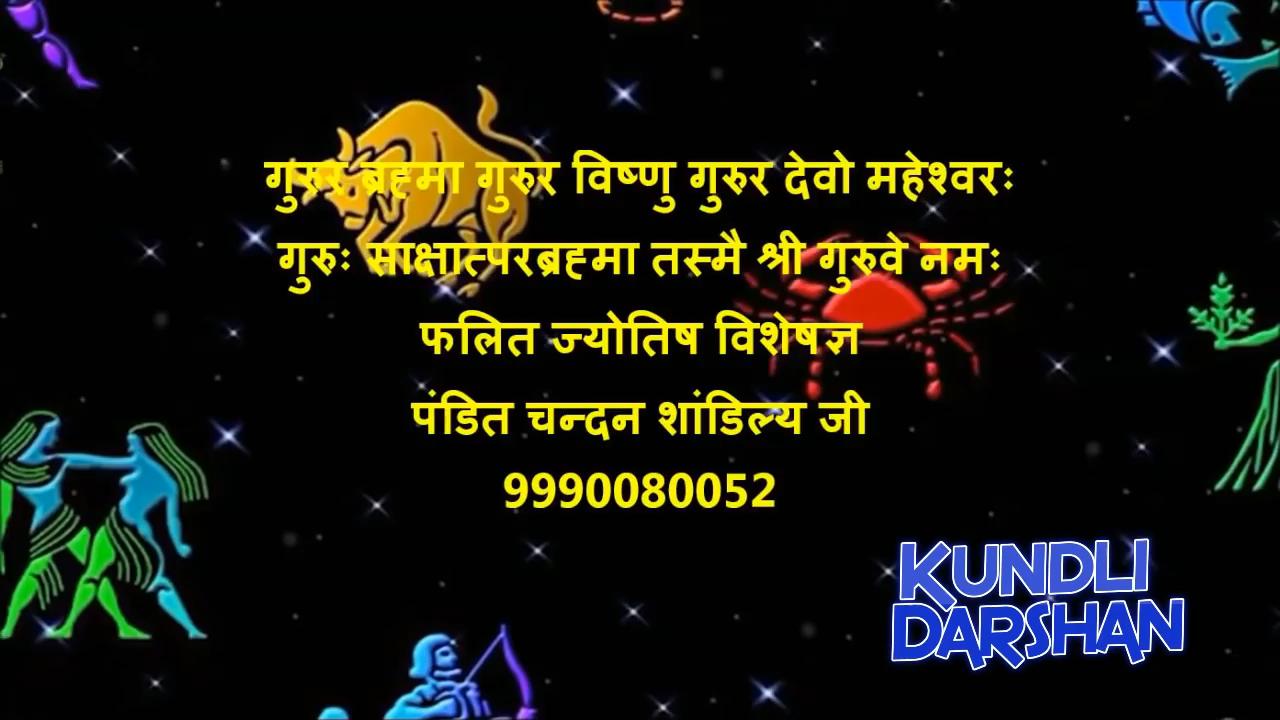 गुरुर ब्रह्मा गुरुर विष्णु गुरुर देवो महेश्वरः
गुरुः साक्षात्परब्रह्मा तस्मै श्री गुरुवे नमः
फलित ज्योतिष विशेषज्ञ
पंडित चन्दन शांडिल्य जी
9990080052
KUNDLI
DARSHAN